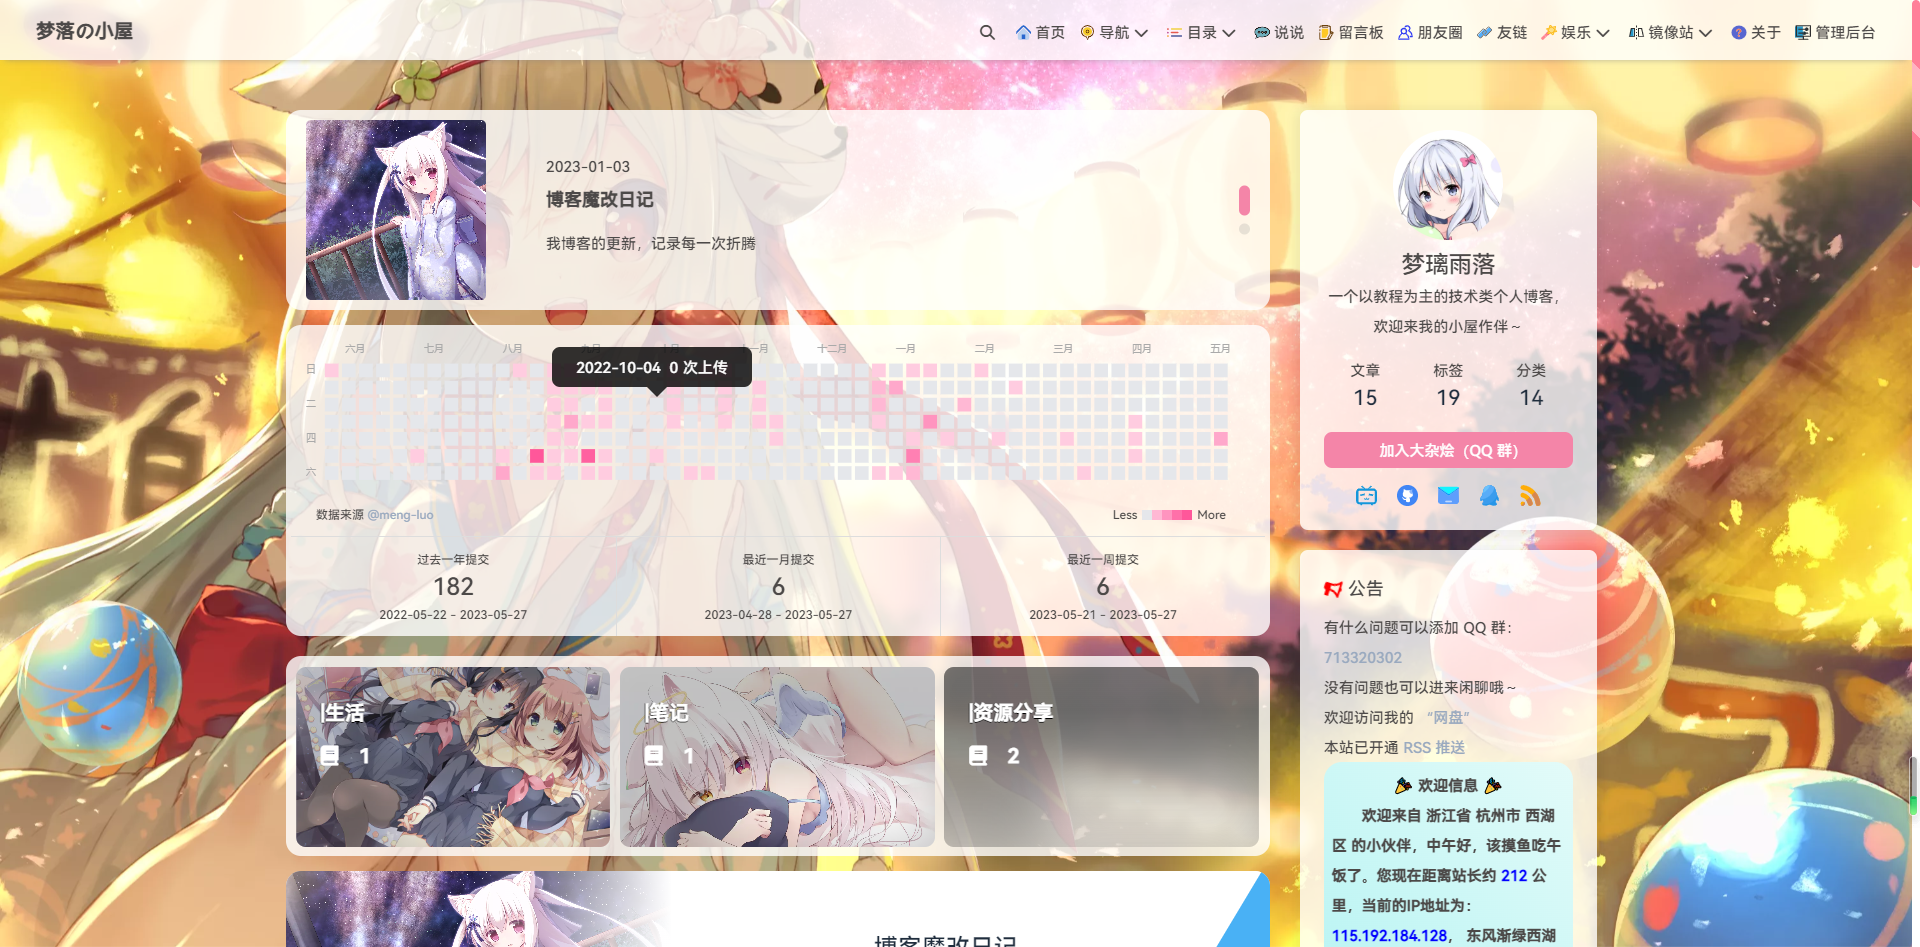 梦落の小屋
首页 导航 目录 说说 留言板 朋友圈 友链 娱乐 镜像站 关于 管理后台
2023-01-03
博客魔改日记
我博客的更新，记录每一次折腾
六月 七月 八月 九月 十月 十一月 十二月 一月 二月 三月 四月 五月
2022-10-04 0 次上传
日
二
四
六
数据来源 @meng-luo
Less More
过去一年提交
182
2022-05-22 - 2023-05-27
最近一月提交
6
2023-04-28 - 2023-05-27
最近一周提交
6
2023-05-21 - 2023-05-27
|生活
1
|笔记
1
|资源分享
2
博客魔改日记
梦璃雨落
一个以教程为主的技术类个人博客，
欢迎来我的小屋作伴～
文章 标签 分类
15 19 14
加入大杂烩（QQ 群）
公告
有什么问题可以添加 QQ 群：
713320302
没有问题也可以进来闲聊哦～
欢迎访问我的 “网盘”
本站已开通 RSS 推送
欢迎信息
欢迎来自 浙江省 杭州市 西湖
区 的小伙伴，中午好，该摸鱼吃午
饭了。您现在距离站长约 212 公
里，当前的IP地址为：
115.192.184.128， 东风渐绿西湖